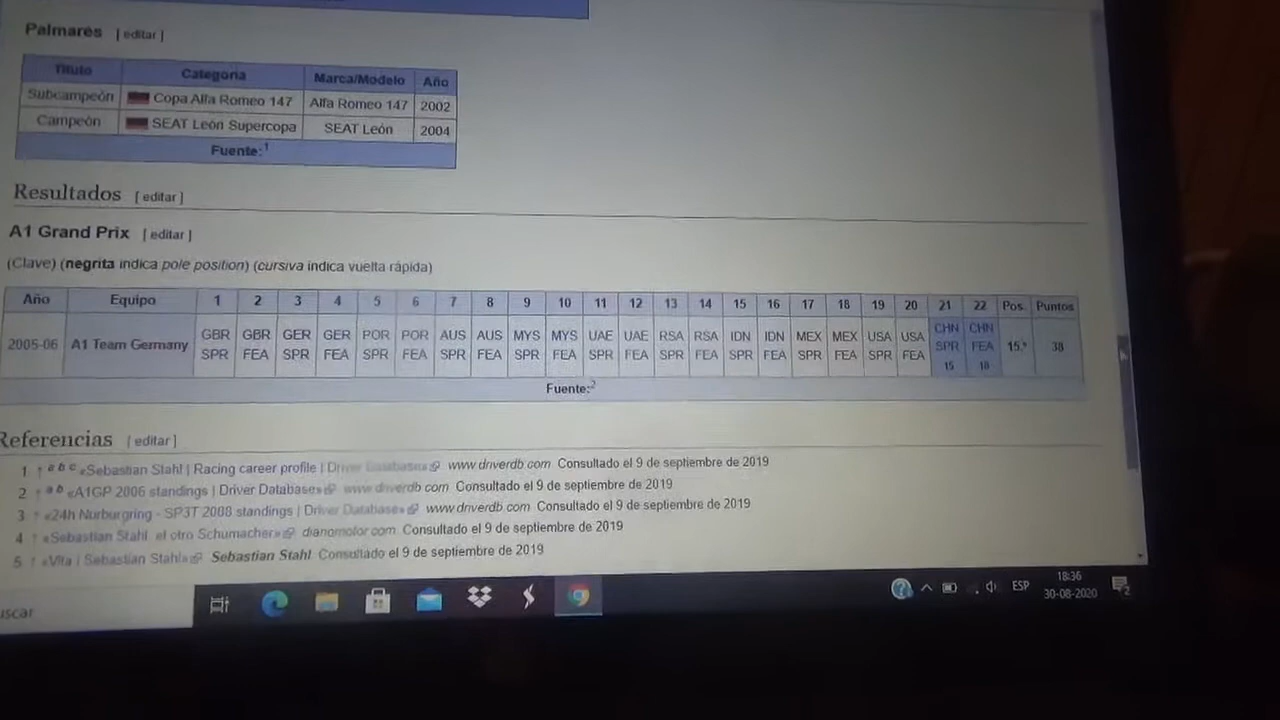 Palmarés [ editar ]
Título Categoría Marca/Modelo Año
Subcampeón Copa Alfa Romeo 147 Alfa Romeo 147 2002
Campeón SEAT León Supercopa SEAT León 2004
Fuente:1
Resultados [ editar ]
A1 Grand Prix [ editar ]
(Clave) (negrita indica pole position) (cursiva indica vuelta rápida)
Año Equipo 1 2 3 4 5 6 7 8 9 10 11 12 13 14 15 16 17 18 19 20 21 22 Pos. Puntos
2005-06 A1 Team Germany GBR SPR GBR FEA GER SPR GER FEA POR SPR POR FEA AUS SPR AUS FEA MYS SPR MYS FEA UAE SPR UAE FEA RSA SPR RSA FEA IDN SPR IDN FEA MEX SPR MEX FEA USA SPR USA FEA CHN SPR 15 CHN FEA 18 15.º 38
Fuente:2
Referencias [ editar ]
1 ↑ a b c «Sebastian Stahl | Racing career profile | Driver Database» www.driverdb.com Consultado el 9 de septiembre de 2019
2 ↑ a b «A1GP 2006 standings | Driver Database» www.driverdb.com Consultado el 9 de septiembre de 2019
3 ↑ «24h Nürburgring - SP3T 2008 standings | Driver Database» www.driverdb.com Consultado el 9 de septiembre de 2019
4 ↑ «Sebastian Stahl, el otro Schumacher» diariomotor.com Consultado el 9 de septiembre de 2019
5 ↑ «Vita | Sebastian Stahl» Sebastian Stahl Consultado el 9 de septiembre de 2019
uscar
ESP
18:36
30-08-2020
2